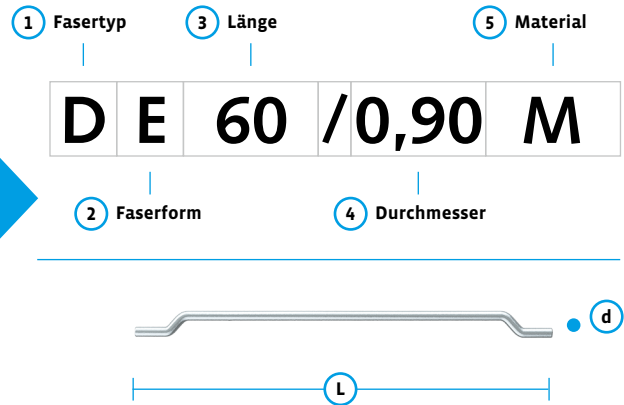 1 Fasertyp 3 Länge 5 Material
D E 60 / 0,90 M
2 Faserform 4 Durchmesser
d
L